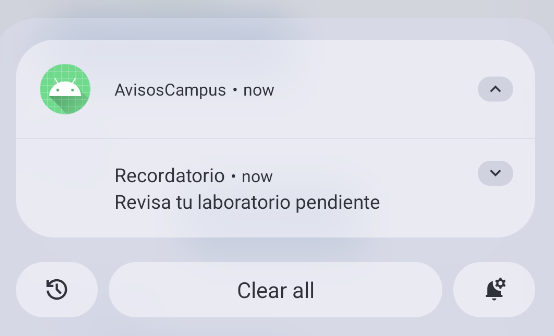 AvisosCampus • now
Recordatorio • now
Revisa tu laboratorio pendiente
Clear all